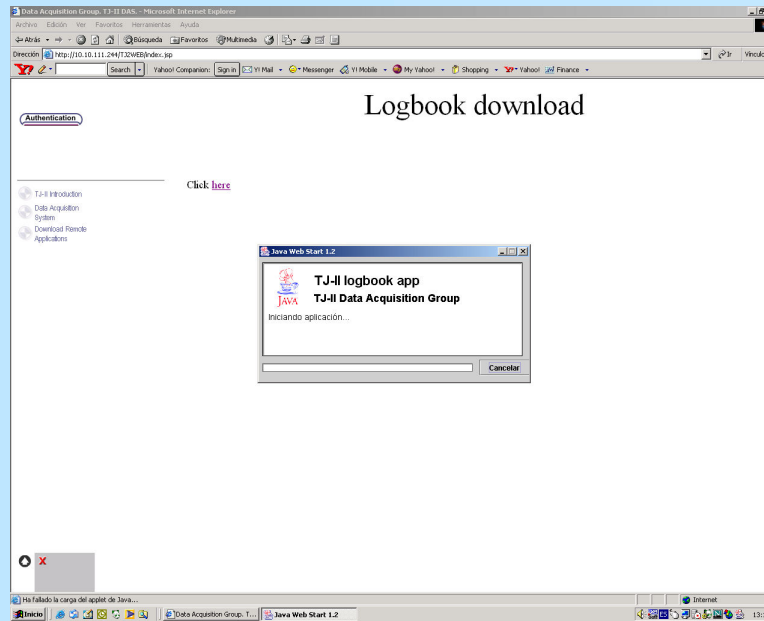 Data Acquisition Group. TJ-II DAS. - Microsoft Internet Explorer
Archivo Edición Ver Favoritos Herramientas Ayuda
Atrás Búsqueda Favoritos Multimedia
Dirección http://10.10.111.244/TJ2WEB/index.jsp Ir Vínculo
Y! Search Yahoo! Companion: Sign in Y! Mail Messenger Y! Mobile My Yahoo! Shopping Yahoo! Finance
Logbook download
Authentication
Click here
TJ-II Introduction
Data Acquisition
System
Download Remote
Applications
Java Web Start 1.2
TJ-II logbook app
JAVA TJ-II Data Acquisition Group
Iniciando aplicación...
Cancelar
X
Ha fallado la carga del applet de Java... Internet
Inicio Data Acquisition Group. T... Java Web Start 1.2 ES